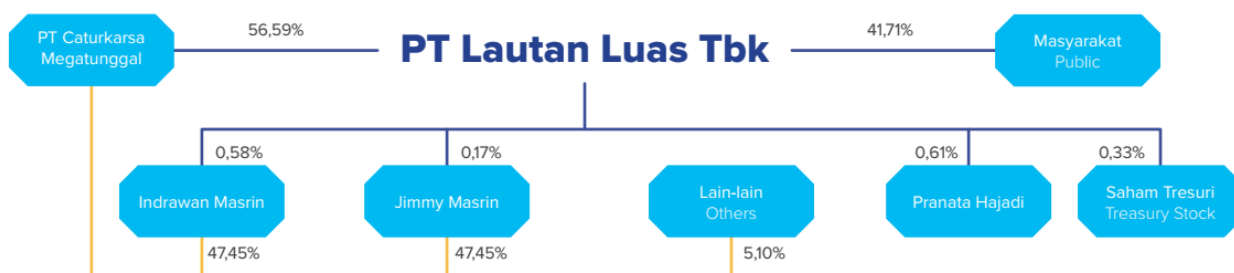 56,59%
PT Lautan Luas Tbk
41,71%
PT Caturkarsa
Megatunggal
Masyarakat
Public
0,58%
0,17%
0,61%
0,33%
Indrawan Masrin
Jimmy Masrin
Lain-lain
Others
Pranata Hajadi
Saham Tresuri
Treasury Stock
47,45%
47,45%
5,10%